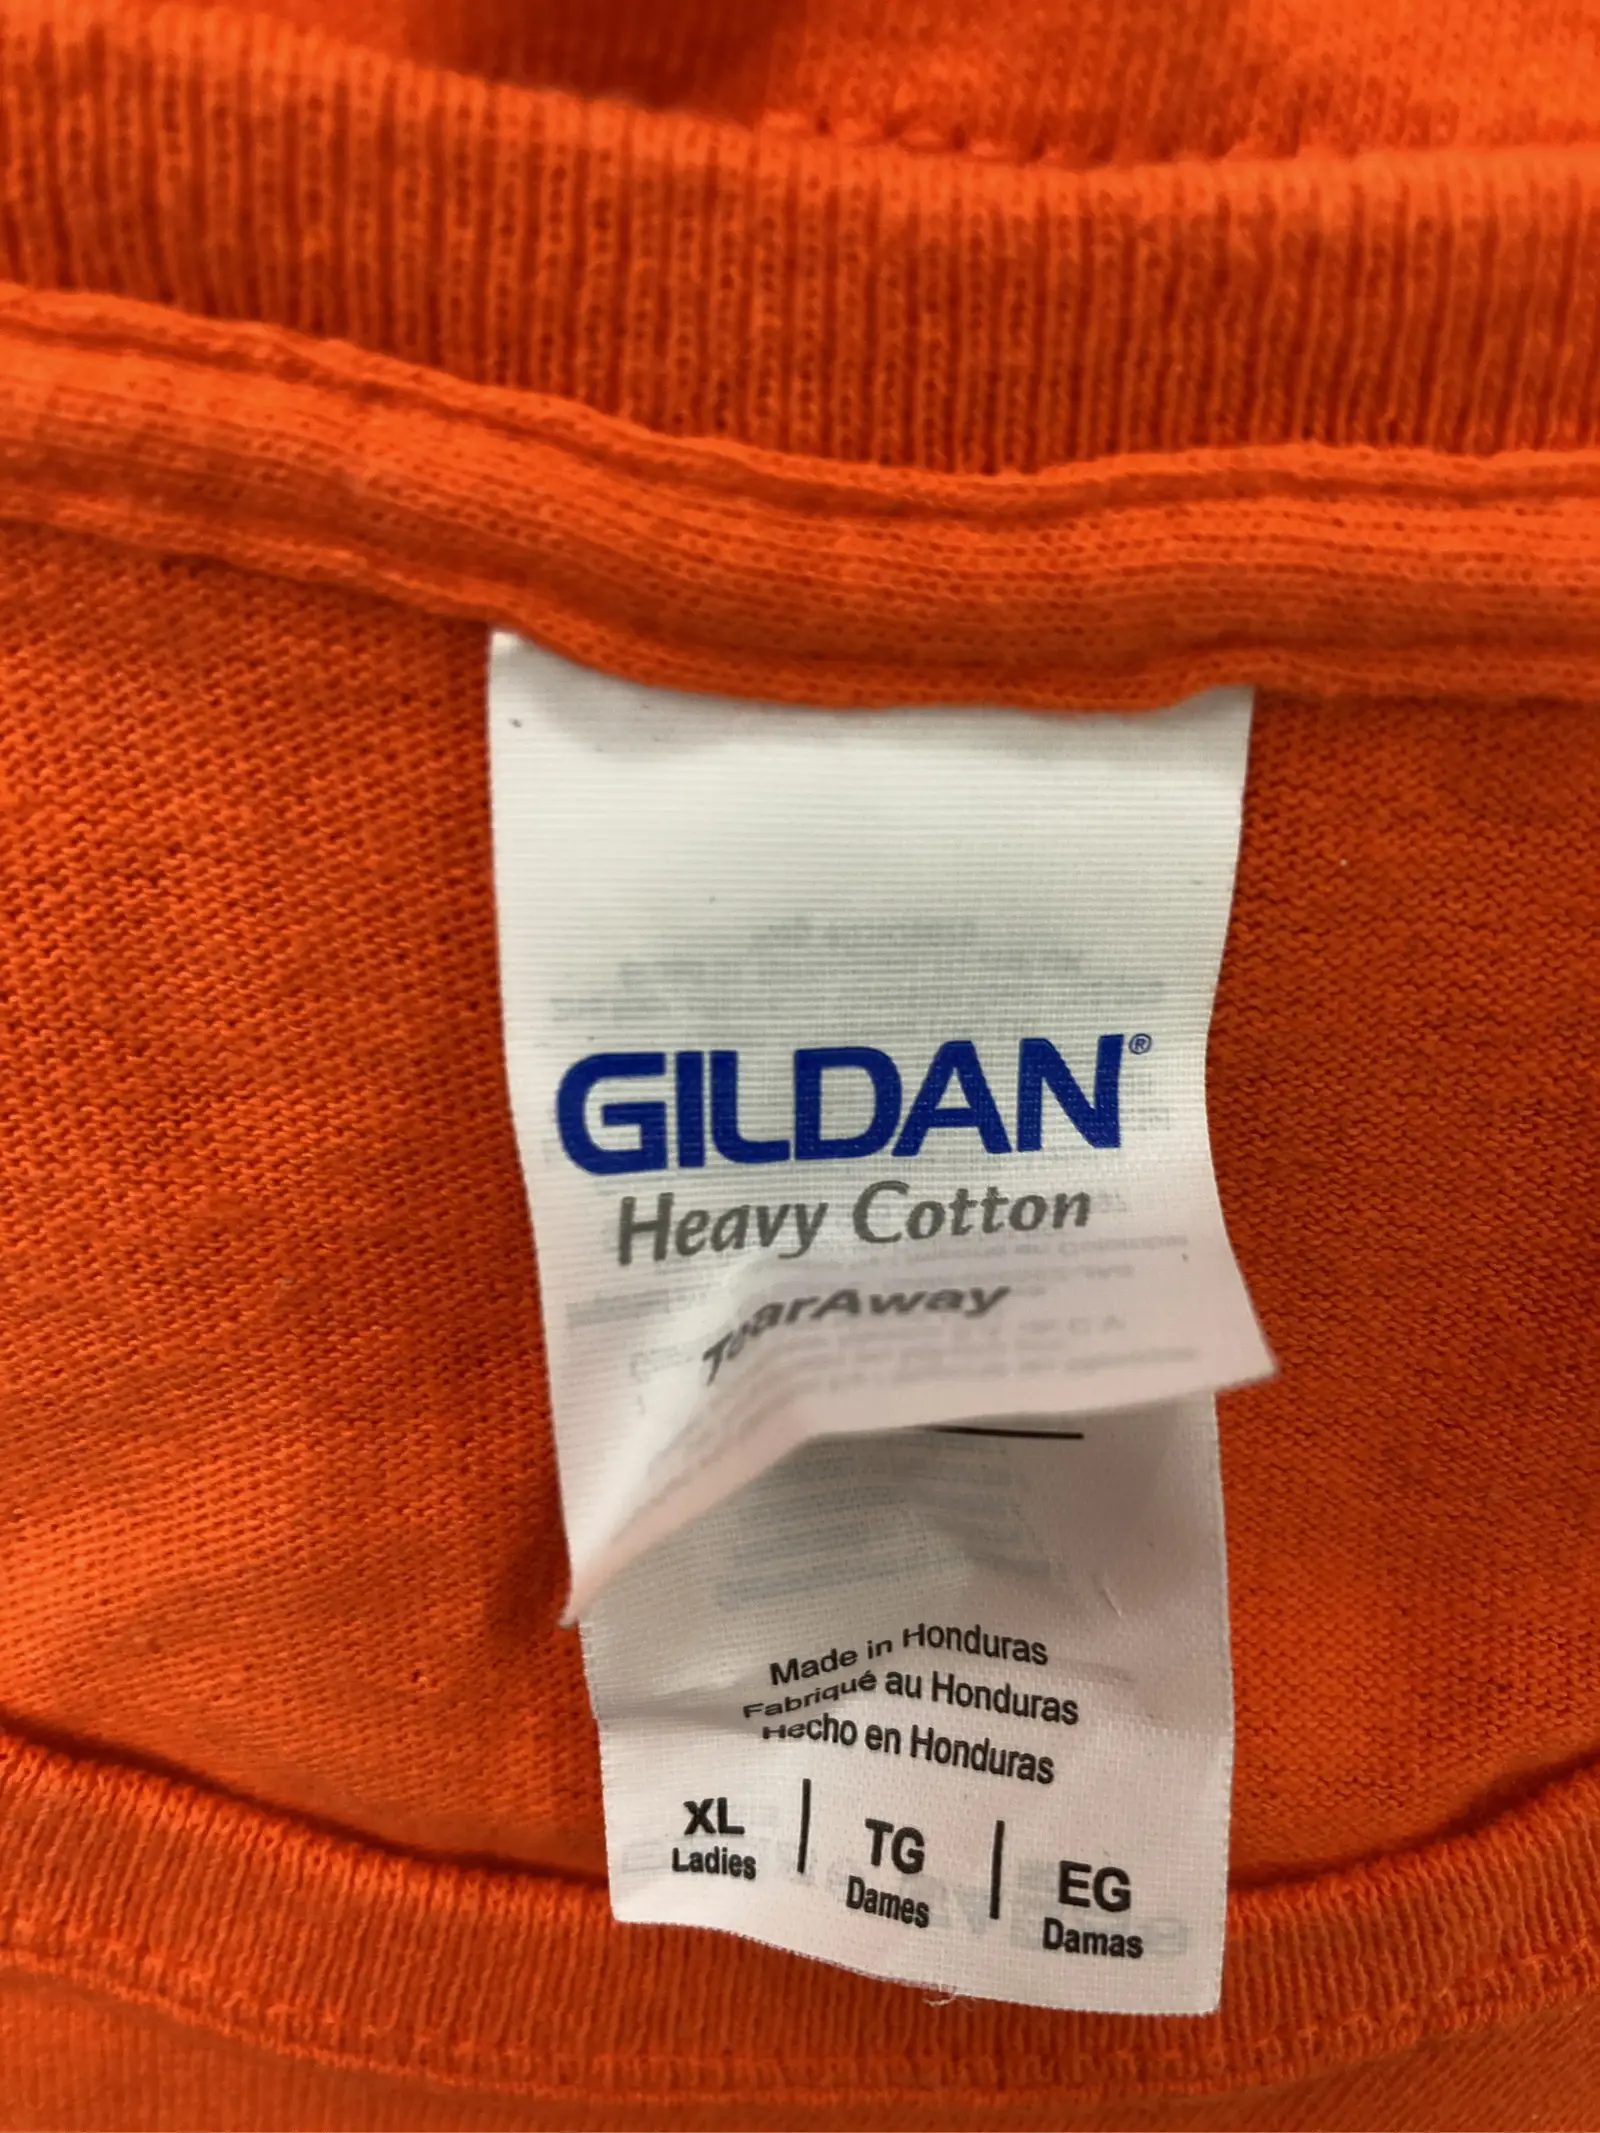 GILDAN®
Heavy Cotton
TearAway
Made in Honduras
Fabriqué au Honduras
Hecho en Honduras
XL | TG | EG
Ladies Dames Damas